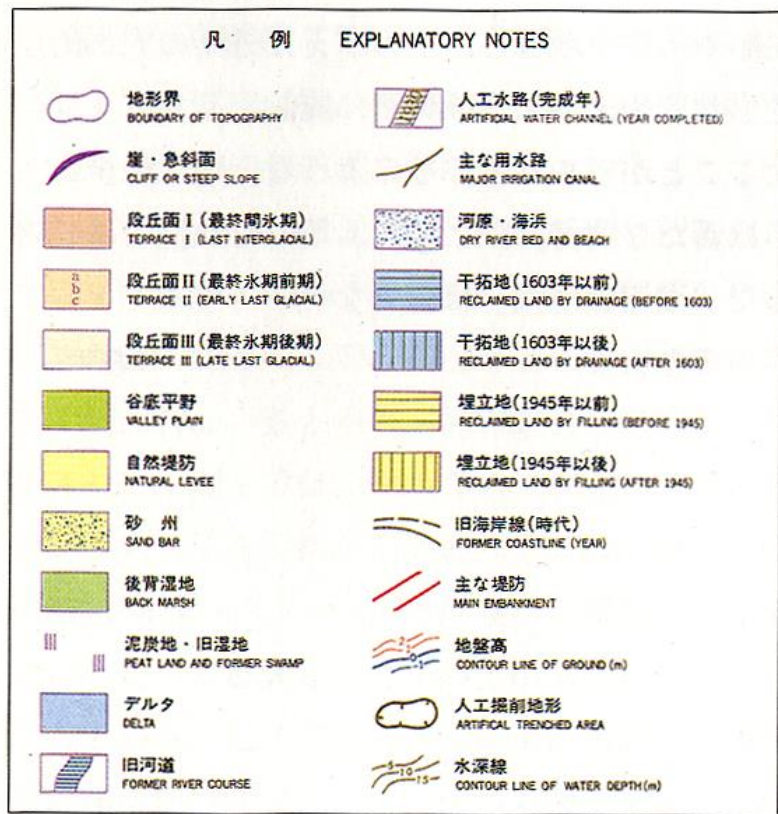 凡 例 EXPLANATORY NOTES
地形界
BOUNDARY OF TOPOGRAPHY
崖・急斜面
CLIFF OR STEEP SLOPE
段丘面Ⅰ(最終間氷期)
TERRACE Ⅰ (LAST INTERGLACIAL)
a
b
c
段丘面Ⅱ(最終氷期前期)
TERRACE Ⅱ (EARLY LAST GLACIAL)
段丘面Ⅲ(最終氷期後期)
TERRACE Ⅲ (LATE LAST GLACIAL)
谷底平野
VALLEY PLAIN
自然堤防
NATURAL LEVEE
砂 州
SAND BAR
後背湿地
BACK MARSH
泥炭地・旧湿地
PEAT LAND AND FORMER SWAMP
デルタ
DELTA
旧河道
FORMER RIVER COURSE
人工水路(完成年)
ARTIFICIAL WATER CHANNEL (YEAR COMPLETED)
主な用水路
MAJOR IRRIGATION CANAL
河原・海浜
DRY RIVER BED AND BEACH
干拓地(1603年以前)
RECLAIMED LAND BY DRAINAGE (BEFORE 1603)
干拓地(1603年以後)
RECLAIMED LAND BY DRAINAGE (AFTER 1603)
埋立地(1945年以前)
RECLAIMED LAND BY FILLING (BEFORE 1945)
埋立地(1945年以後)
RECLAIMED LAND BY FILLING (AFTER 1945)
旧海岸線(時代)
FORMER COASTLINE (YEAR)
主な堤防
MAIN EMBANKMENT
2
1
0
-1
地盤高
CONTOUR LINE OF GROUND (m)
人工掘削地形
ARTIFICAL TRENCHED AREA
5
10
15
水深線
CONTOUR LINE OF WATER DEPTH (m)